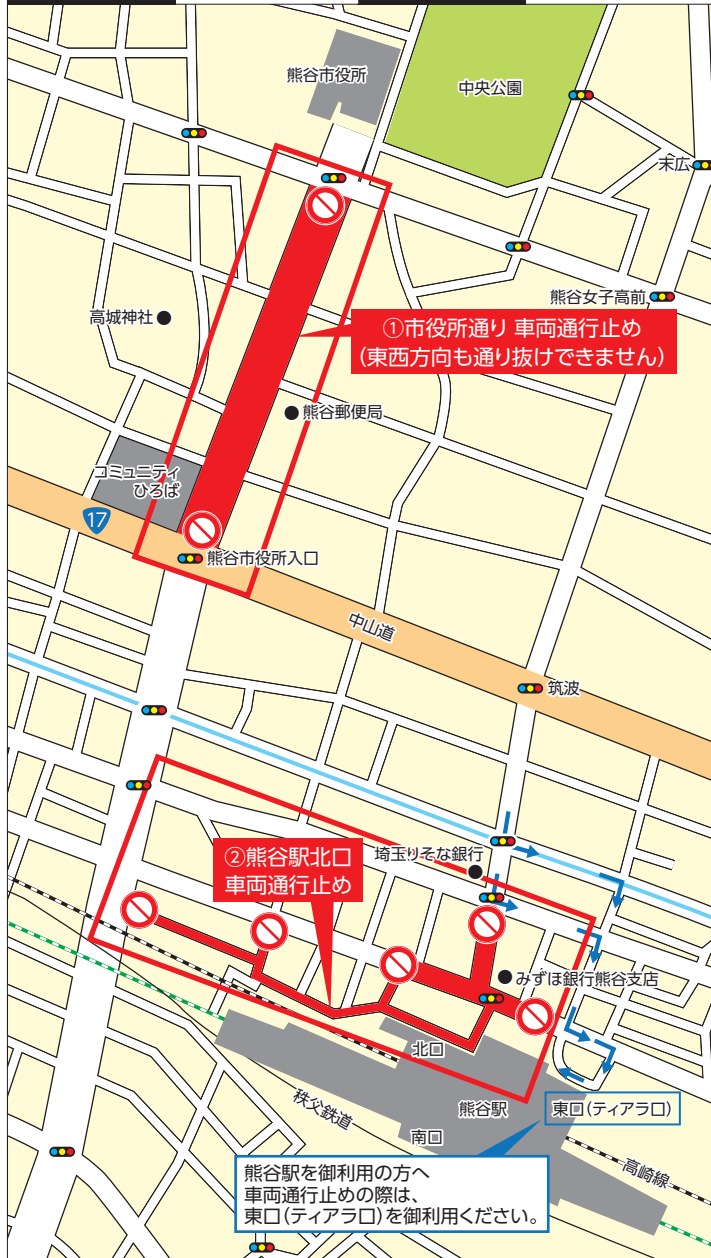 熊谷市役所
中央公園
末広
熊谷女子高前
高城神社
①市役所通り 車両通行止め
(東西方向も通り抜けできません)
熊谷郵便局
コミュニティ
ひろば
17
熊谷市役所入口
中山道
筑波
②熊谷駅北口
車両通行止め
埼玉りそな銀行
みずほ銀行熊谷支店
北口
熊谷駅
東口(ティアラ口)
秩父鉄道
南口
高崎線
熊谷駅を御利用の方へ
車両通行止めの際は、
東口(ティアラ口)を御利用ください。